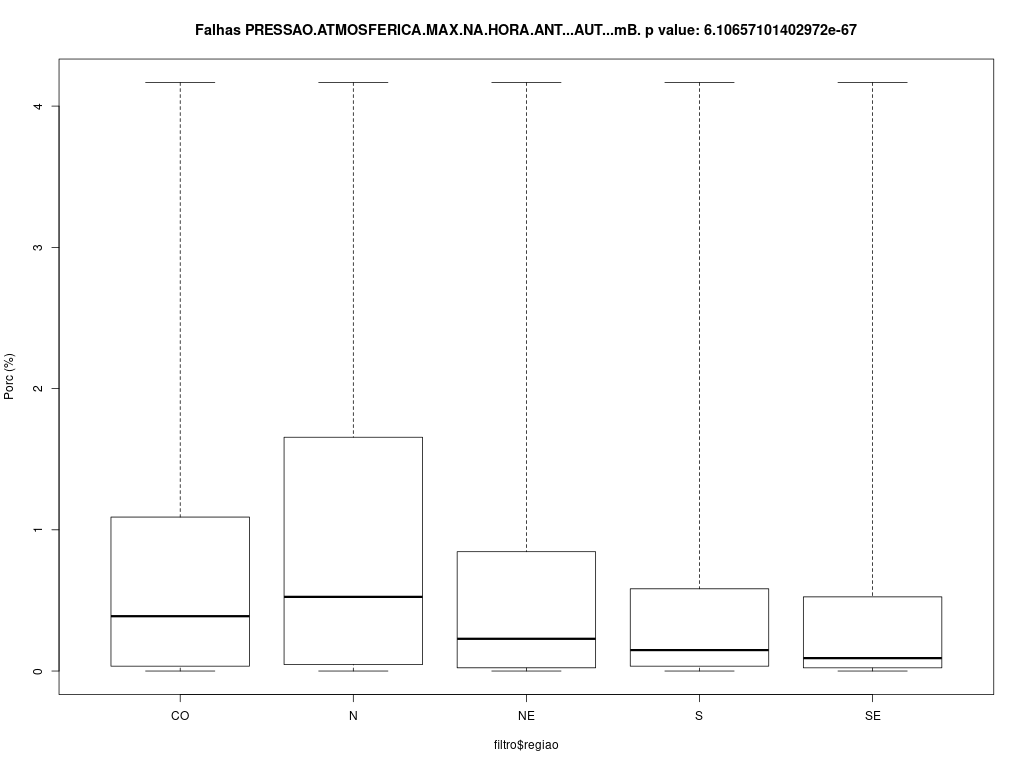 Falhas PRESSAO.ATMOSFERICA.MAX.NA.HORA.ANT...AUT...mB. p value: 6.10657101402972e-67
4
3
2
1
0
Porc (%)
CO N NE S SE
filtro$regiao